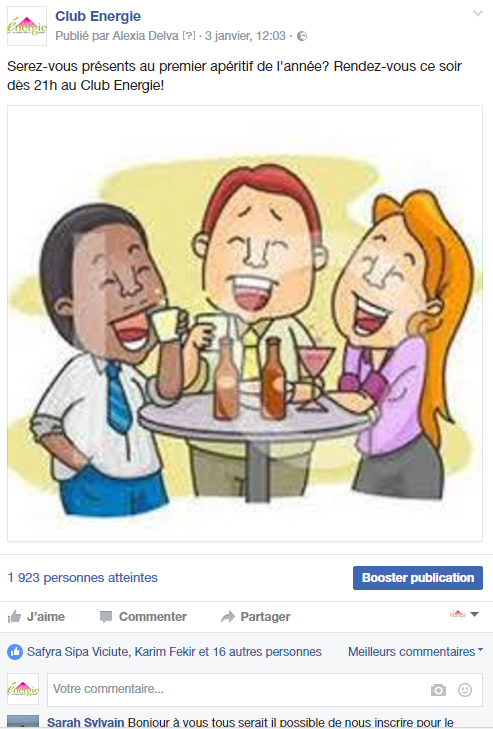 Club Energie
Publié par Alexia Delva [?] · 3 janvier, 12:03 ·
Serez-vous présents au premier apéritif de l'année? Rendez-vous ce soir
dès 21h au Club Energie!
1 923 personnes atteintes
Booster publication
J'aime
Commenter
Partager
Safyra Sipa Viciute, Karim Fekir et 16 autres personnes
Meilleurs commentaires
énergie
Votre commentaire...
Sarah Sylvain Bonjour à vous tous serait il possible de nous inscrire pour le